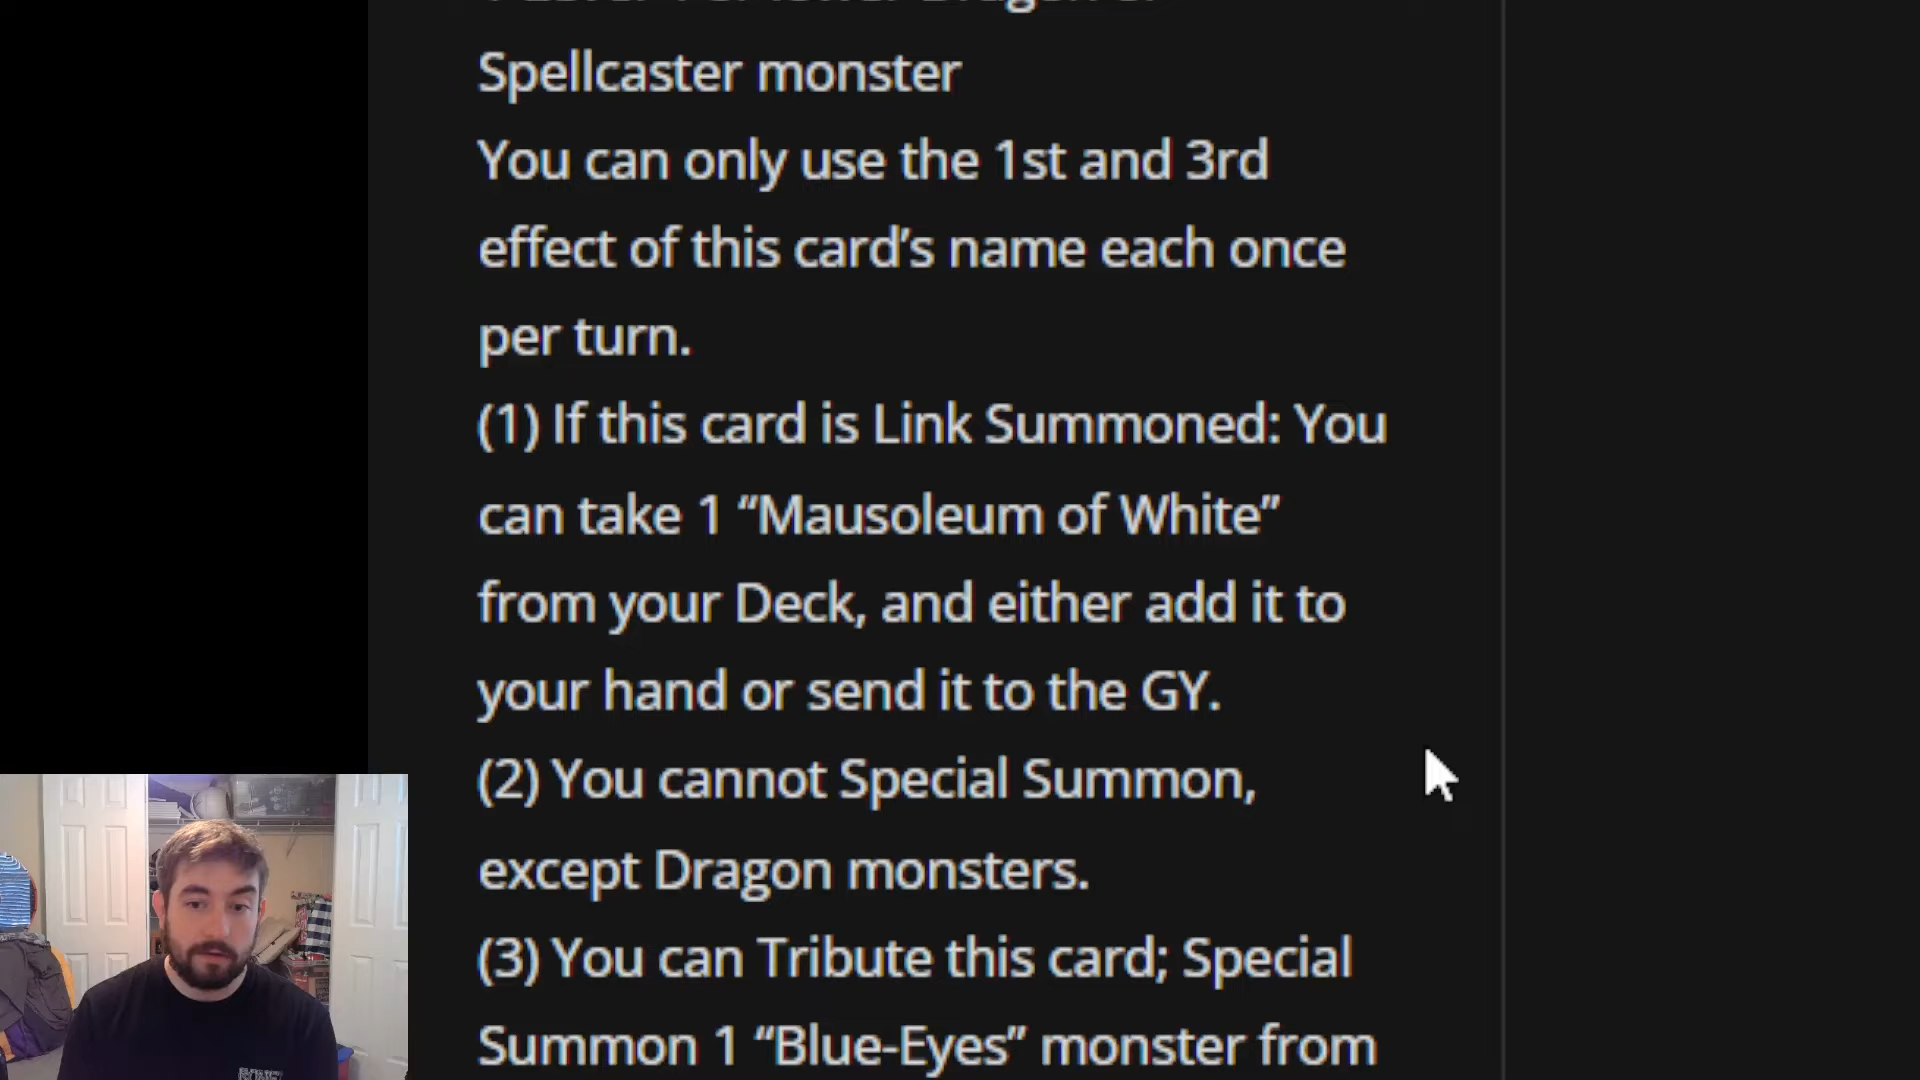 Spellcaster monster
You can only use the 1st and 3rd
effect of this card’s name each once
per turn.
(1) If this card is Link Summoned: You
can take 1 “Mausoleum of White”
from your Deck, and either add it to
your hand or send it to the GY.
(2) You cannot Special Summon,
except Dragon monsters.
(3) You can Tribute this card; Special
Summon 1 “Blue-Eyes” monster from